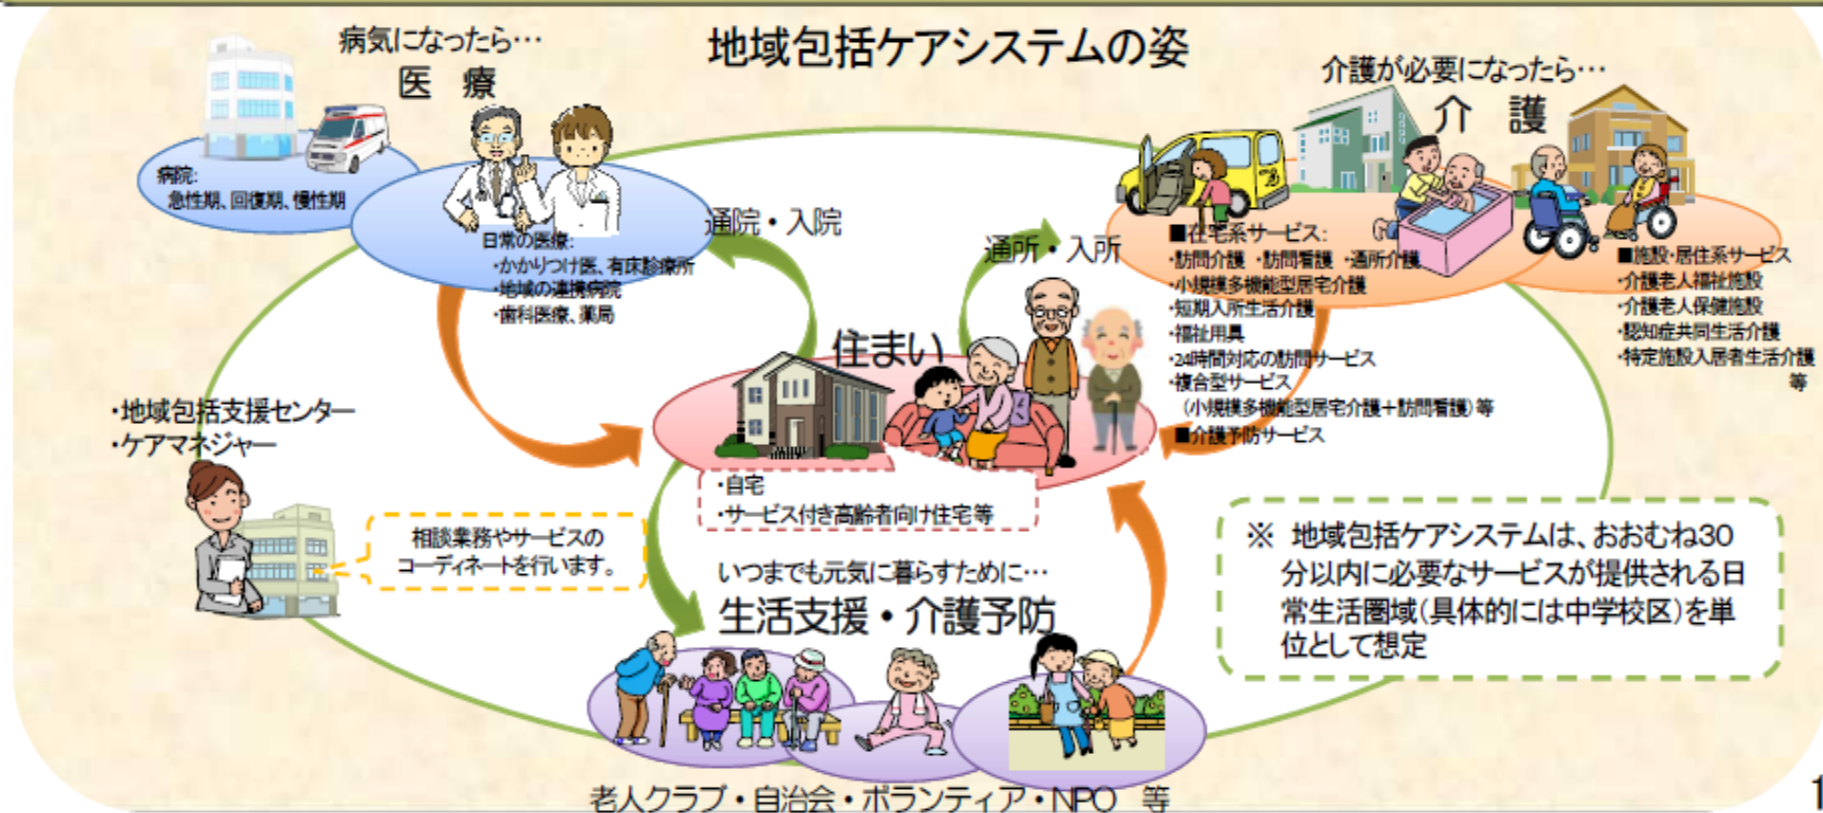 地域包括ケアシステムの姿
病気になったら…
医 療
病院:
急性期、回復期、慢性期
日常の医療:
・かかりつけ医、有床診療所
・地域の連携病院
・歯科医療、薬局
通院・入院
介護が必要になったら…
介 護
通所・入所
■在宅系サービス:
・訪問介護 ・訪問看護 ・通所介護
・小規模多機能型居宅介護
・短期入所生活介護
・福祉用具
・24時間対応の訪問サービス
・複合型サービス
(小規模多機能型居宅介護+訪問看護)等
■介護予防サービス
■施設・居住系サービス
・介護老人福祉施設
・介護老人保健施設
・認知症共同生活介護
・特定施設入居者生活介護
等
住まい
・自宅
・サービス付き高齢者向け住宅等
・地域包括支援センター
・ケアマネジャー
相談業務やサービスの
コーディネートを行います。
いつまでも元気に暮らすために…
生活支援・介護予防
老人クラブ・自治会・ボランティア・NPO 等
※ 地域包括ケアシステムは、おおむね30
分以内に必要なサービスが提供される日
常生活圏域(具体的には中学校区)を単
位として想定
1